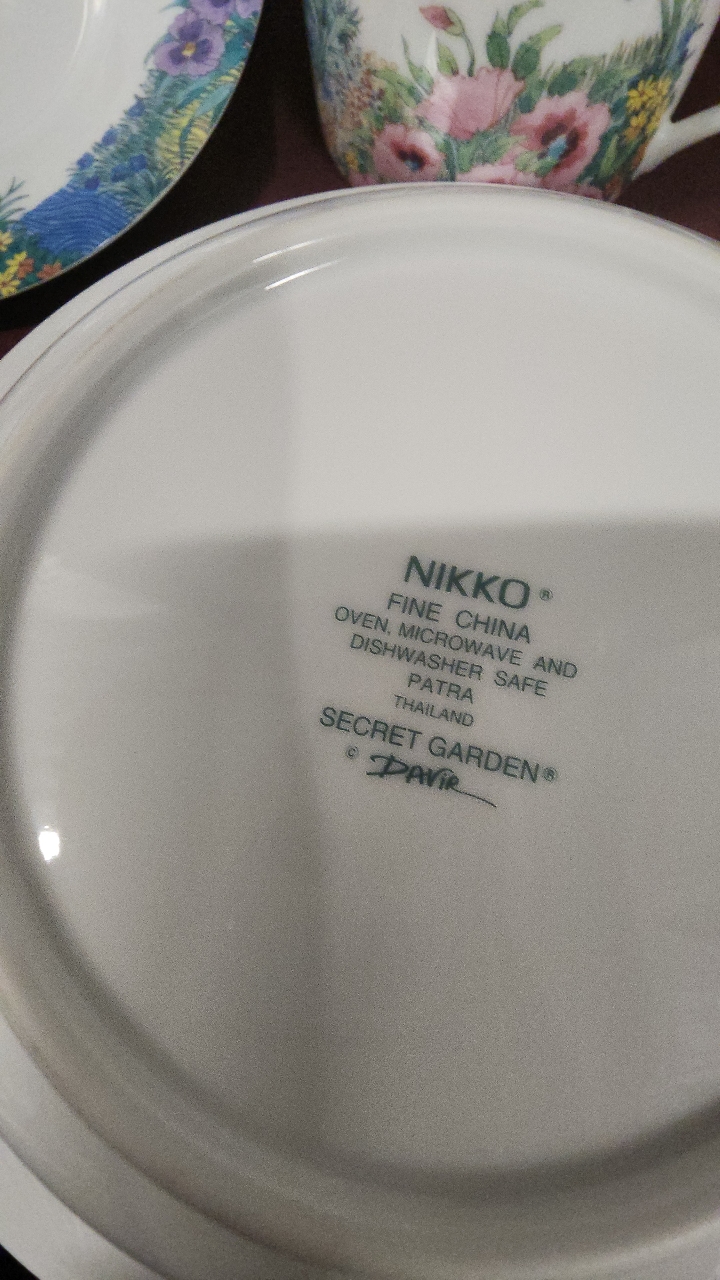 NIKKO®
FINE CHINA
OVEN, MICROWAVE AND
DISHWASHER SAFE
PATRA
THAILAND
SECRET GARDEN®
© DAVIR